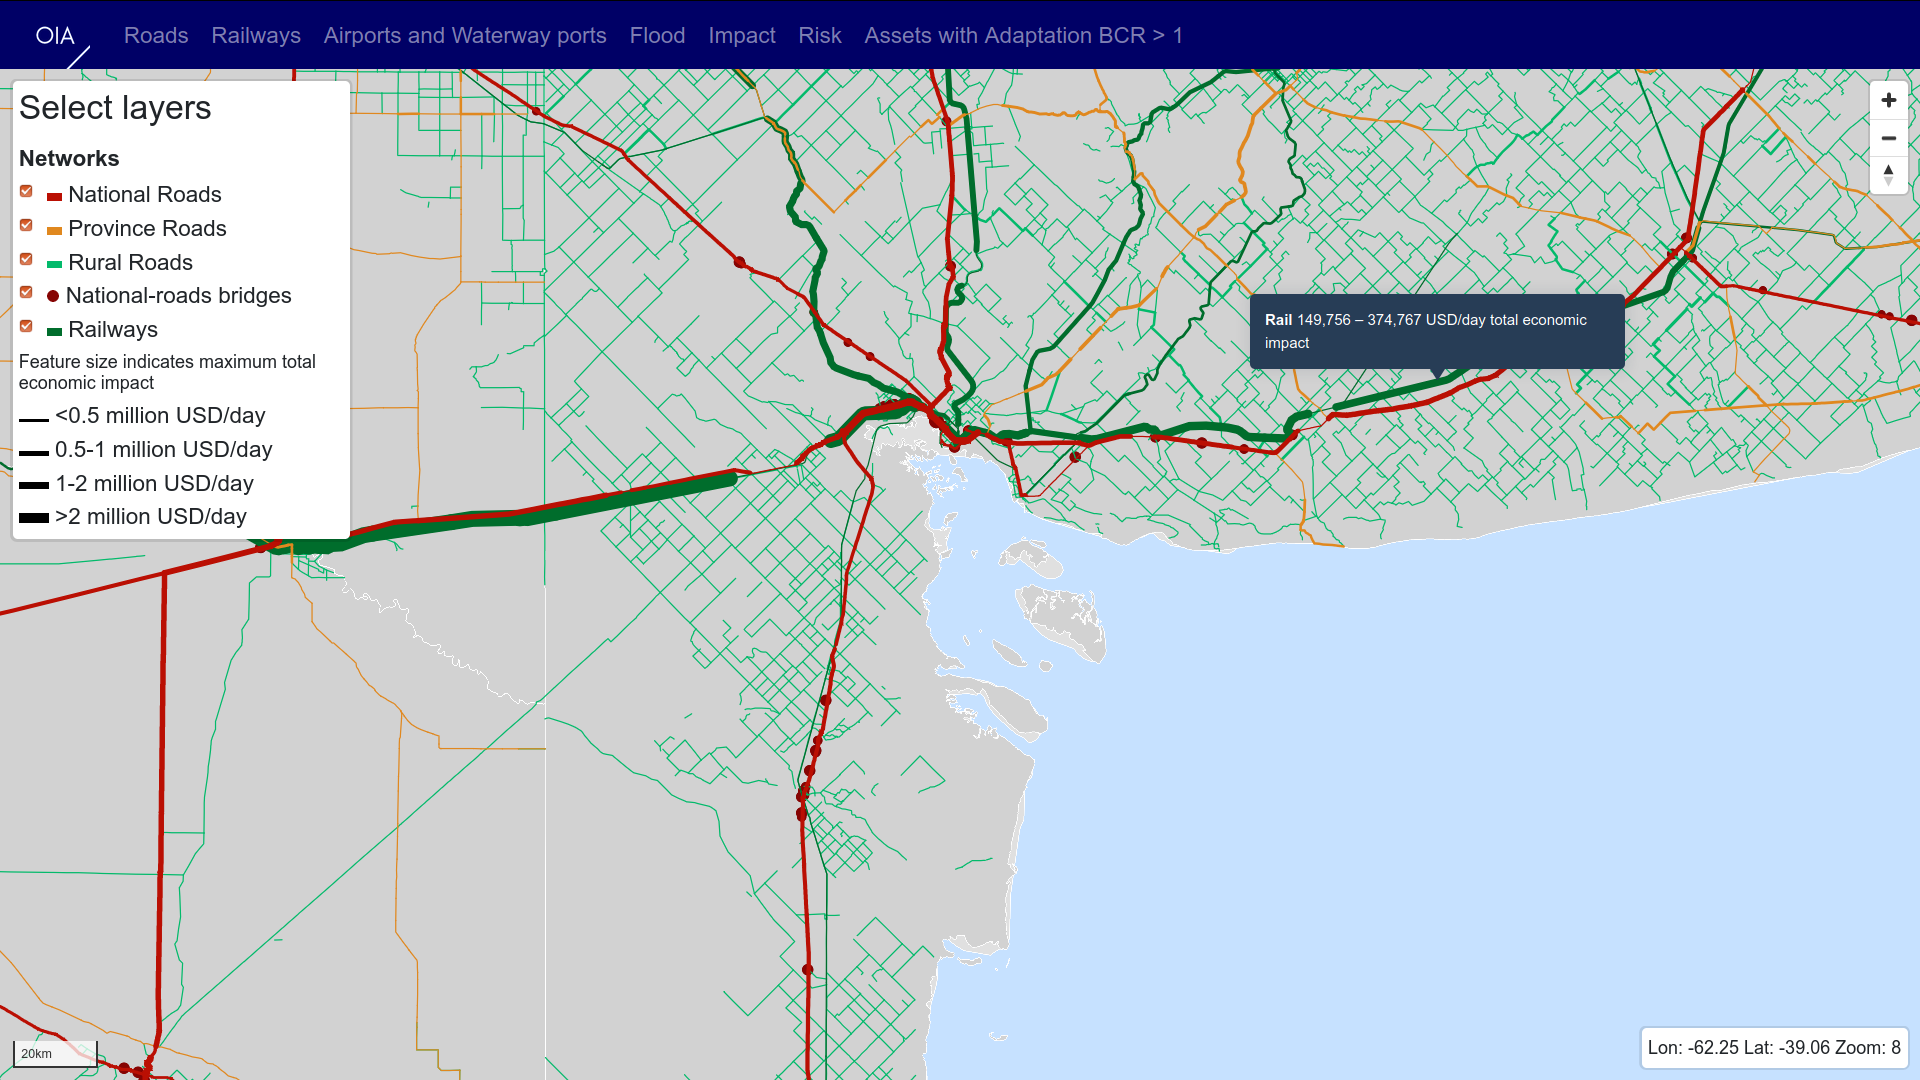 OIA
Roads Railways Airports and Waterway ports Flood Impact Risk Assets with Adaptation BCR > 1
Select layers
Networks
National Roads
Province Roads
Rural Roads
National-roads bridges
Railways
Feature size indicates maximum total
economic impact
<0.5 million USD/day
0.5-1 million USD/day
1-2 million USD/day
>2 million USD/day
Rail 149,756 – 374,767 USD/day total economic
impact
20km
Lon: -62.25 Lat: -39.06 Zoom: 8